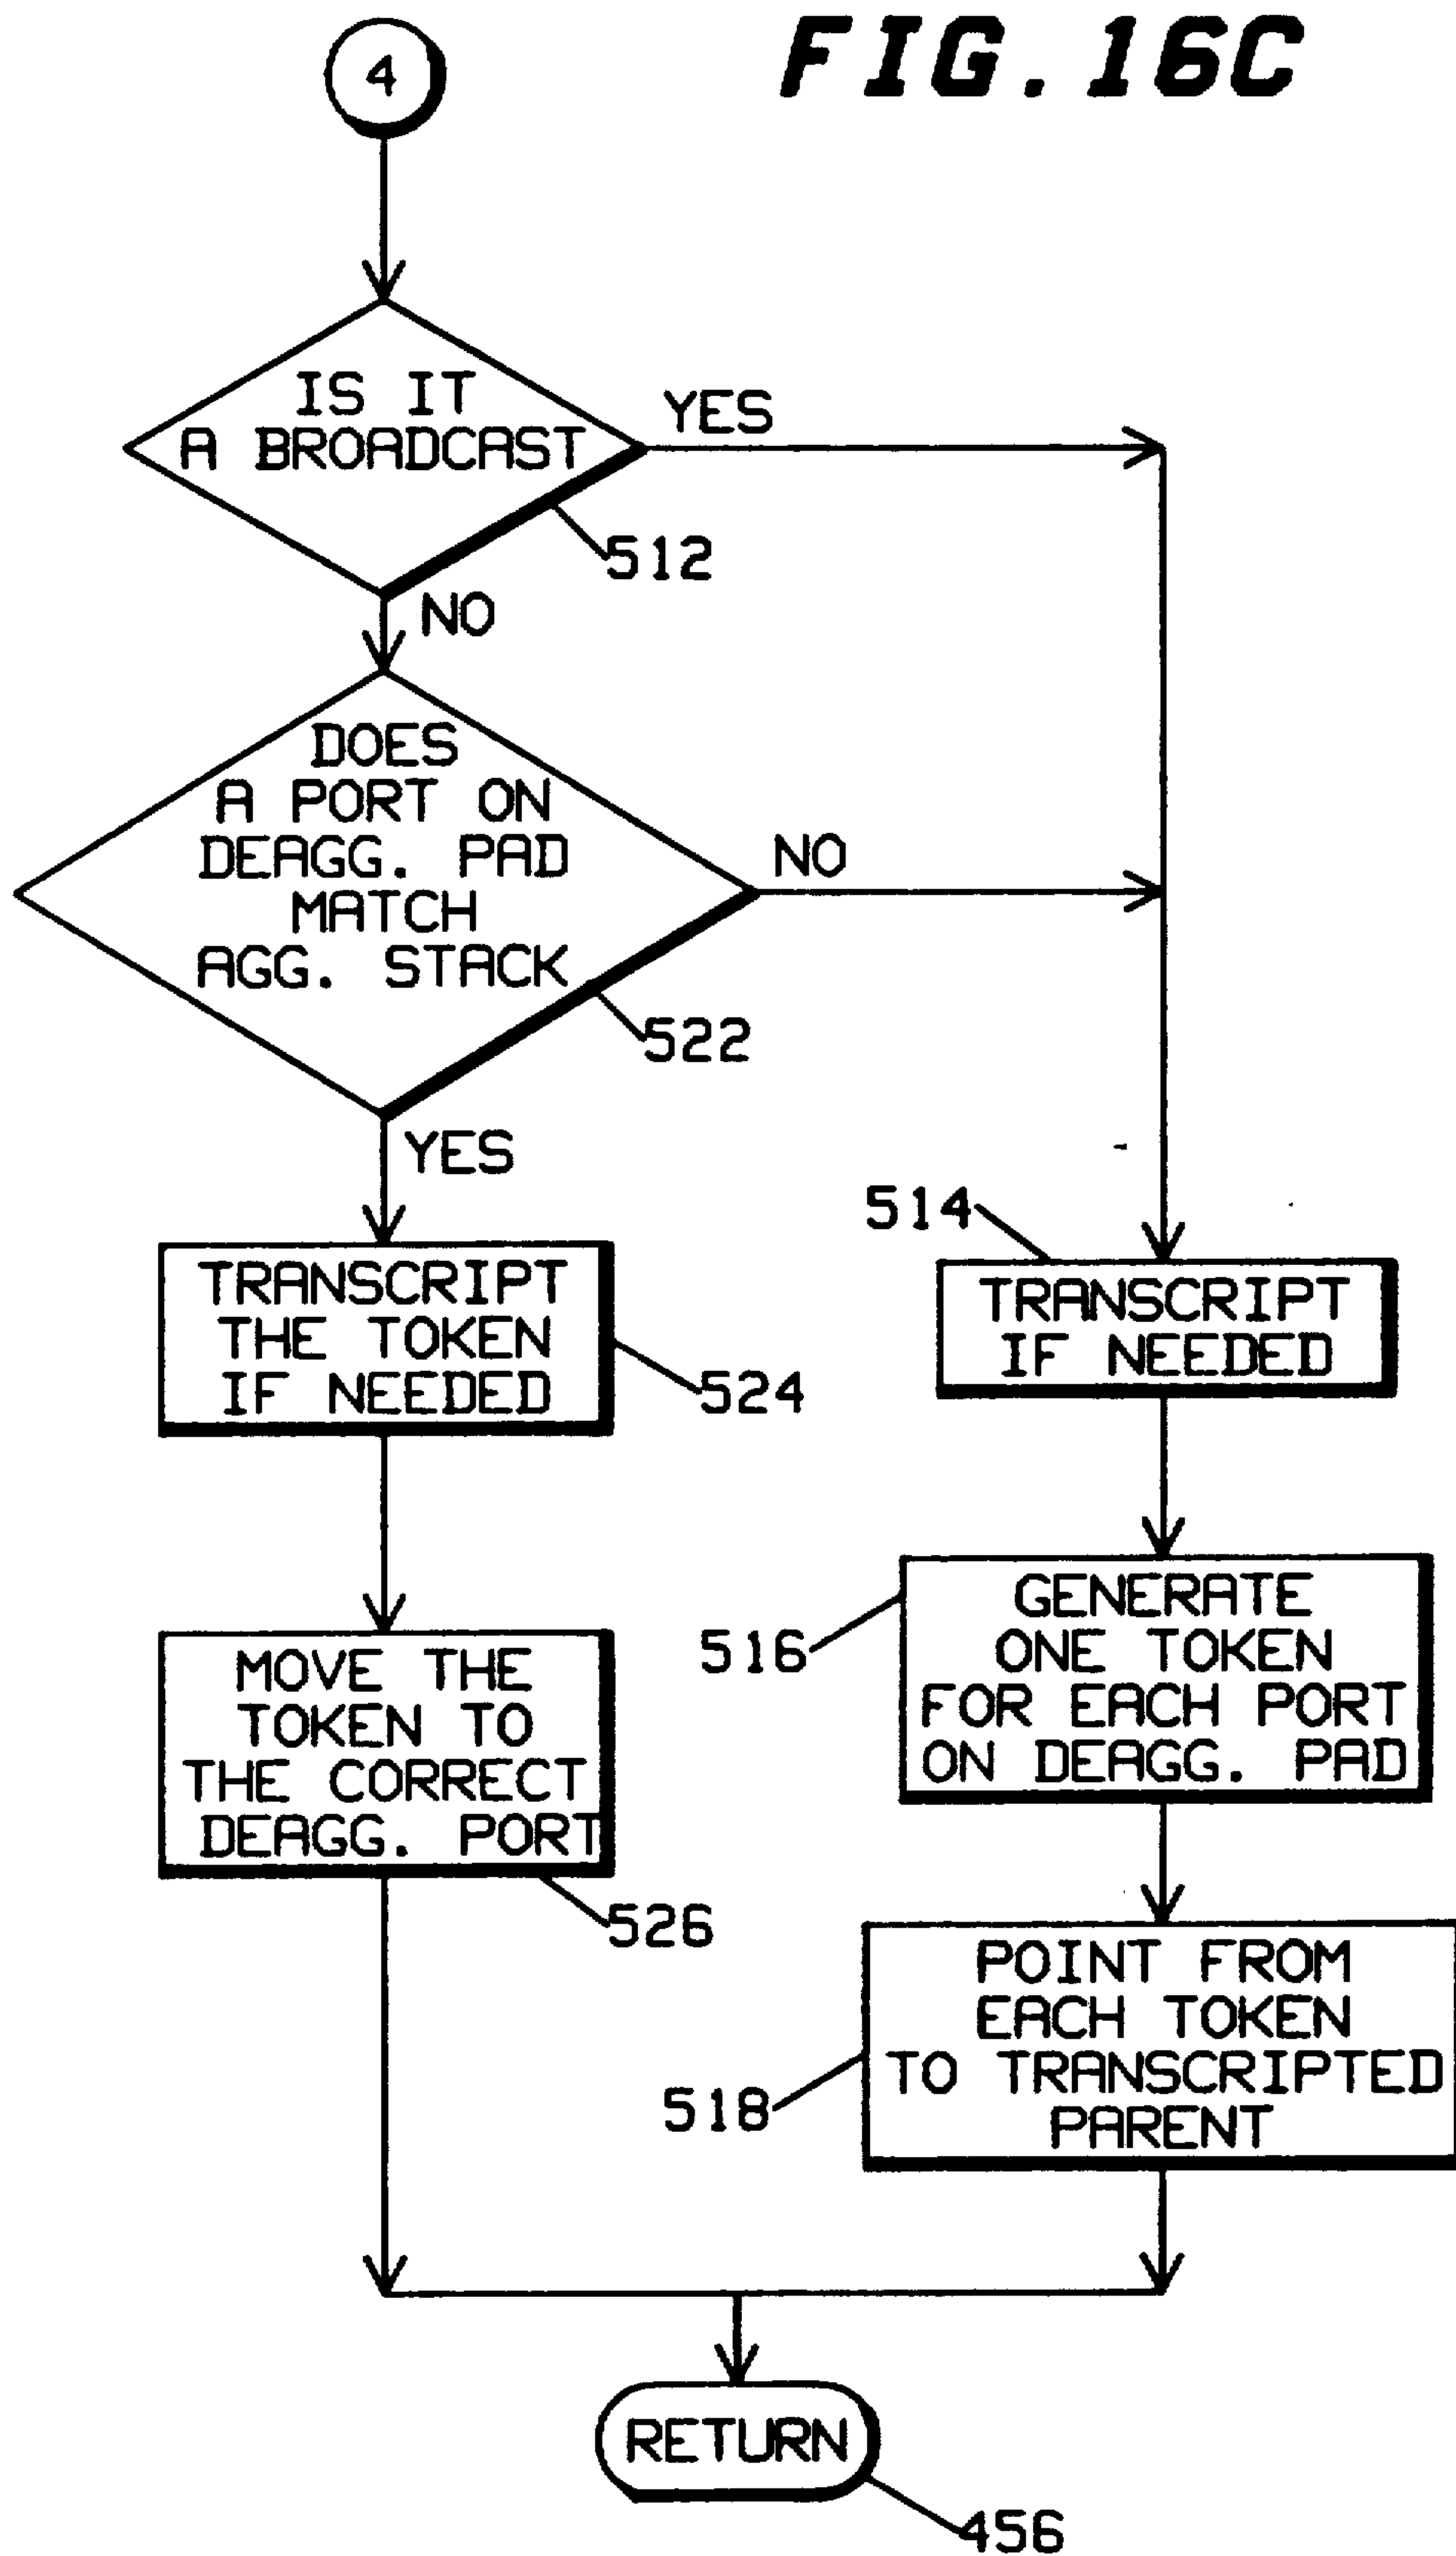 FIG. 16C
4
IS IT
A BROADCAST
YES
512
NO
DOES
A PORT ON
DEAGG. PAD
MATCH
AGG. STACK
NO
522
YES
514
TRANSCRIPT
THE TOKEN
IF NEEDED
524
TRANSCRIPT
IF NEEDED
MOVE THE
TOKEN TO
THE CORRECT
DEAGG. PORT
526
516
GENERATE
ONE TOKEN
FOR EACH PORT
ON DEAGG. PAD
518
POINT FROM
EACH TOKEN
TO TRANSCRIPTED
PARENT
RETURN
456